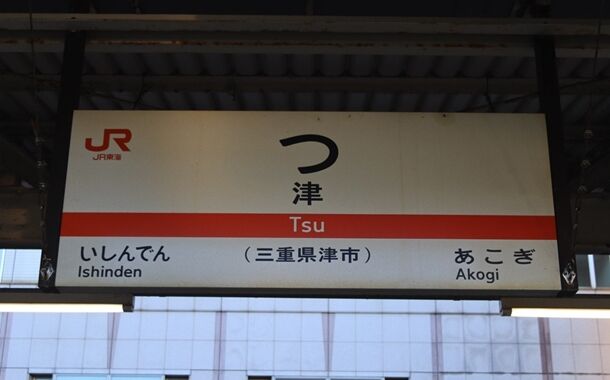 JR
JR東海
つ
津
Tsu
いしんでん
Ishinden
(三重県津市)
あこぎ
Akogi